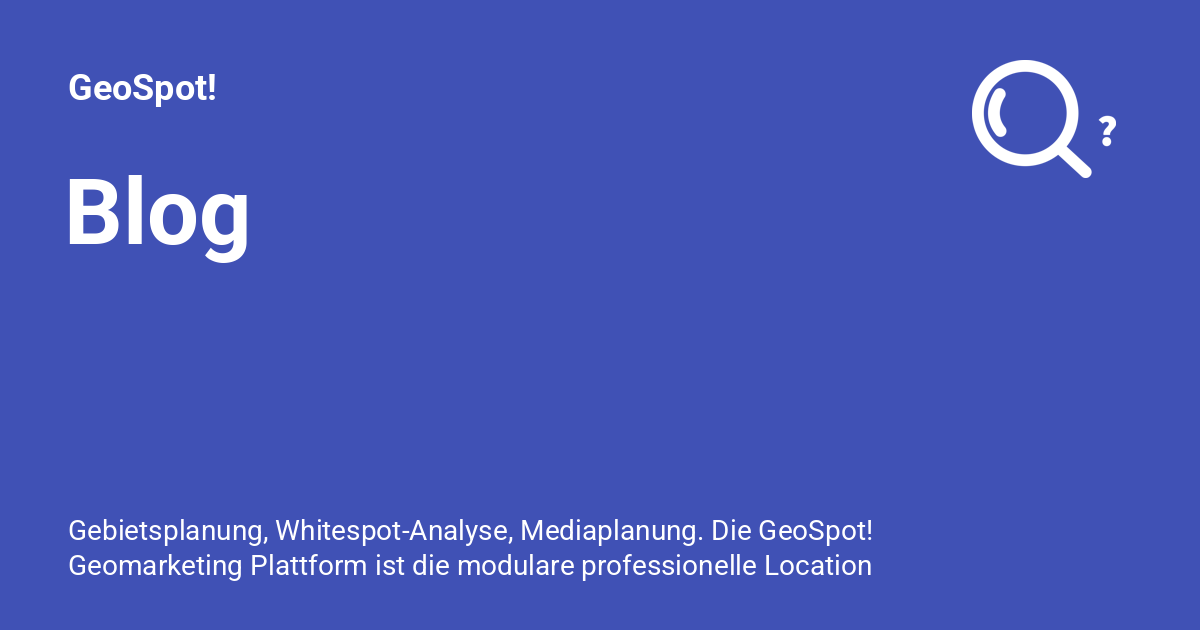 GeoSpot!
?
Blog
Gebietsplanung, Whitespot-Analyse, Mediaplanung. Die GeoSpot!
Geomarketing Plattform ist die modulare professionelle Location